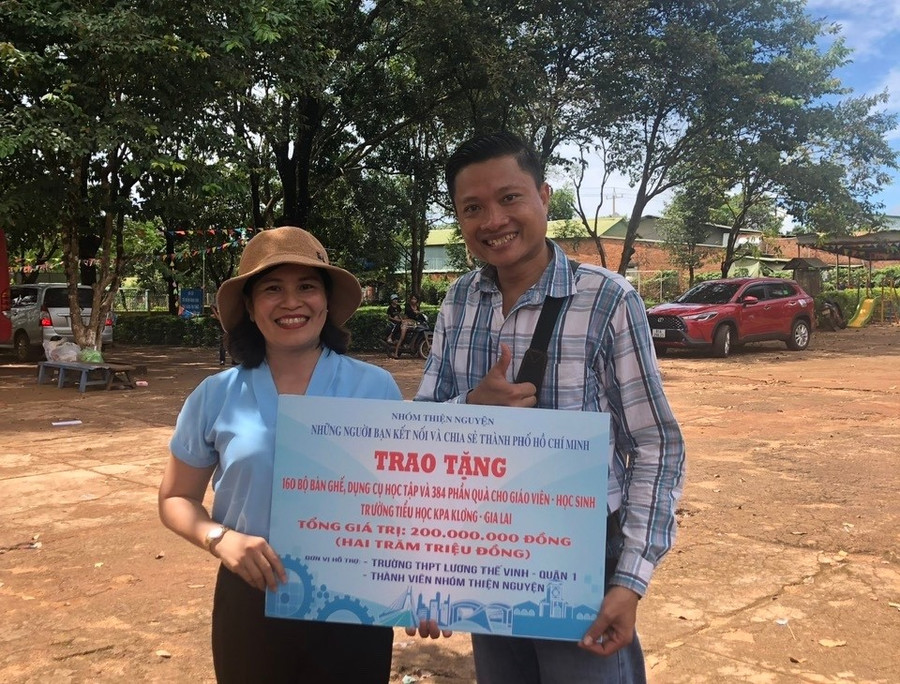 NHÓM THIỆN NGUYỆN
NHỮNG NGƯỜI BẠN KẾT NỐI VÀ CHIA SẺ THÀNH PHỐ HỒ CHÍ MINH
TRAO TẶNG
160 BỘ BÀN GHẾ, DỤNG CỤ HỌC TẬP VÀ 384 PHẦN QUÀ CHO GIÁO VIÊN - HỌC SINH
TRƯỜNG TIỂU HỌC KPA KLƠNG - GIA LAI
TỔNG GIÁ TRỊ: 200.000.000 ĐỒNG
(HAI TRĂM TRIỆU ĐỒNG)
ĐƠN VỊ HỖ TRỢ: - TRƯỜNG THPT LƯƠNG THẾ VINH - QUẬN 1
- THÀNH VIÊN NHÓM THIỆN NGUYỆN